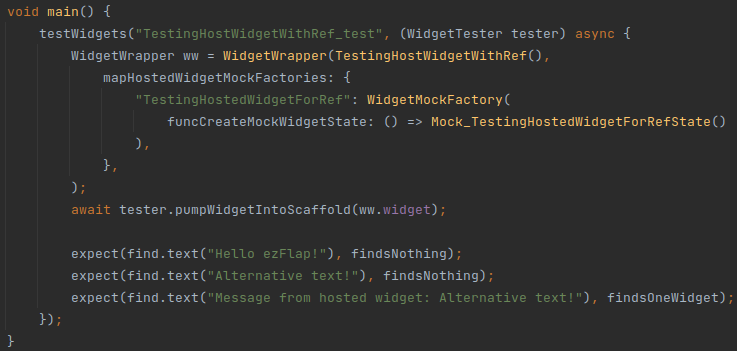 void main() {
    testWidgets("TestingHostWidgetWithRef_test", (WidgetTester tester) async {
        WidgetWrapper ww = WidgetWrapper(TestingHostWidgetWithRef(),
            mapHostedWidgetMockFactories: {
                "TestingHostedWidgetForRef": WidgetMockFactory(
                    funcCreateMockWidgetState: () => Mock_TestingHostedWidgetForRefState()
                ),
            },
        );
        await tester.pumpWidgetIntoScaffold(ww.widget);

        expect(find.text("Hello ezFlap!"), findsNothing);
        expect(find.text("Alternative text!"), findsNothing);
        expect(find.text("Message from hosted widget: Alternative text!"), findsOneWidget);
    });
}